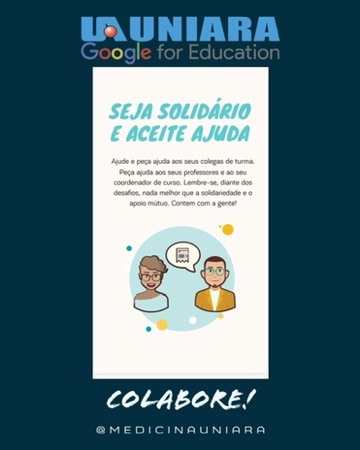 UNIARA
Google for Education
SEJA SOLIDÁRIO
E ACEITE AJUDA
Ajude e peça ajuda aos seus colegas de turma.
Peça ajuda aos seus professores e ao seu
coordenador de curso. Lembre-se, diante dos
desafios, nada melhor que a solidariedade e o
apoio mútuo. Contem com a gente!
COLABORE!
@MEDICINAUNIARA